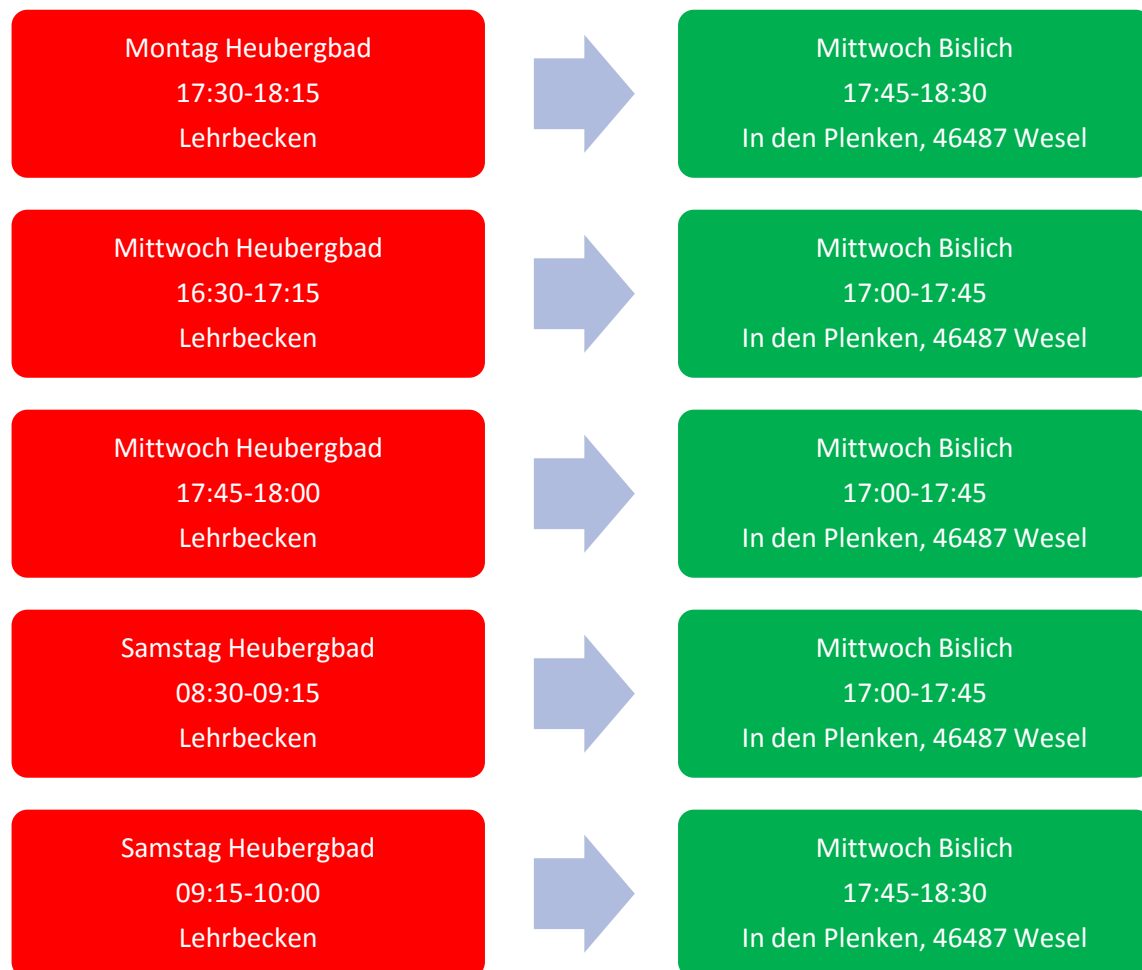 Montag Heubergbad
17:30-18:15
Lehrbecken
Mittwoch Bislich
17:45-18:30
In den Plenken, 46487 Wesel
Mittwoch Heubergbad
16:30-17:15
Lehrbecken
Mittwoch Bislich
17:00-17:45
In den Plenken, 46487 Wesel
Mittwoch Heubergbad
17:45-18:00
Lehrbecken
Mittwoch Bislich
17:00-17:45
In den Plenken, 46487 Wesel
Samstag Heubergbad
08:30-09:15
Lehrbecken
Mittwoch Bislich
17:00-17:45
In den Plenken, 46487 Wesel
Samstag Heubergbad
09:15-10:00
Lehrbecken
Mittwoch Bislich
17:45-18:30
In den Plenken, 46487 Wesel